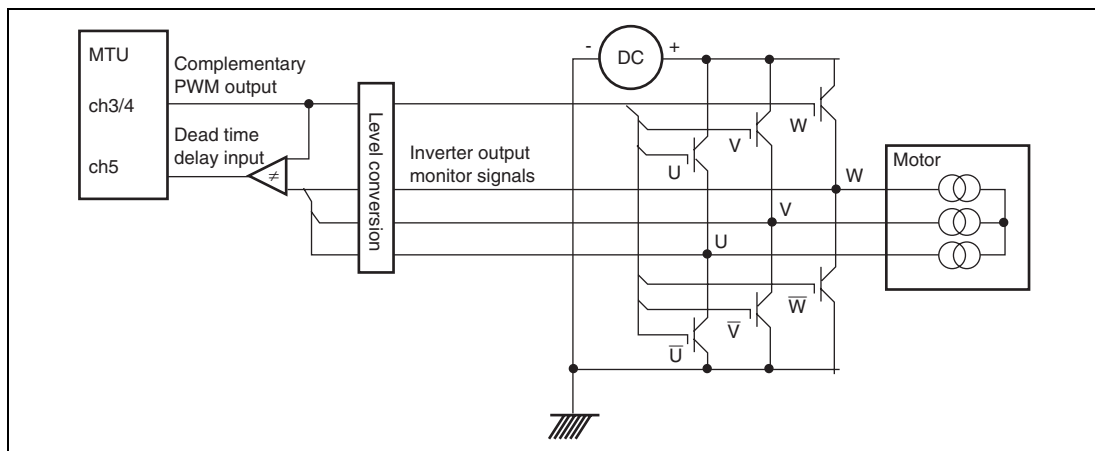 MTU
ch3/4
ch5
Complementary
PWM output
Dead time
delay input
≠
Level conversion
Inverter output
monitor signals
- DC +
W
V
U
W
V
U
Motor
W̅
V̅
U̅